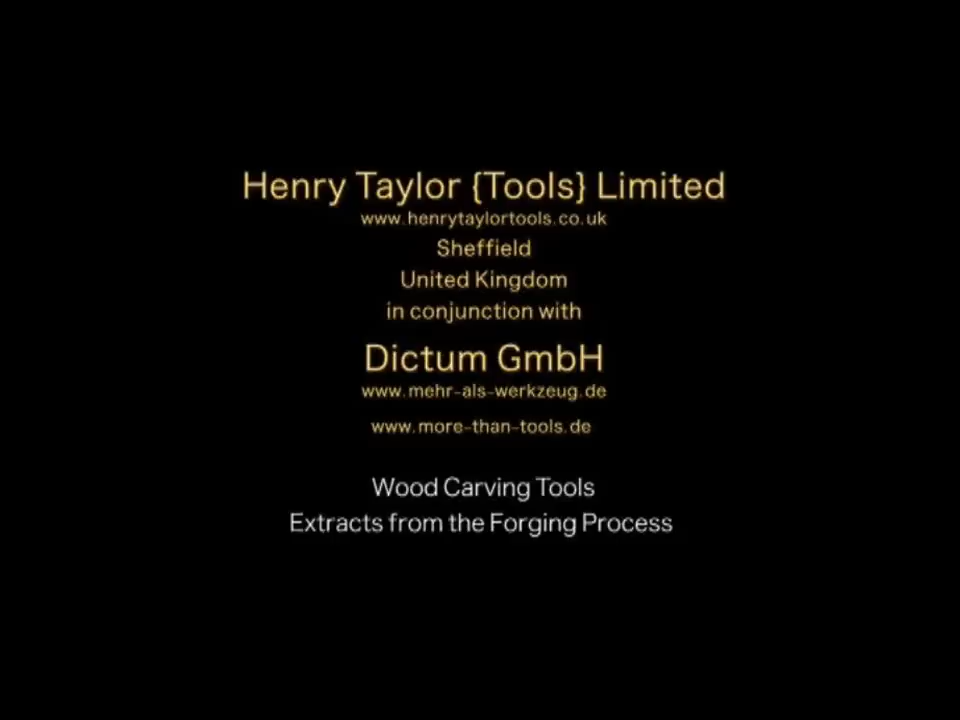 Henry Taylor {Tools} Limited
www.henrytaylortools.co.uk
Sheffield
United Kingdom
in conjunction with
Dictum GmbH
www.mehr-als-werkzeug.de
www.more-than-tools.de
Wood Carving Tools
Extracts from the Forging Process